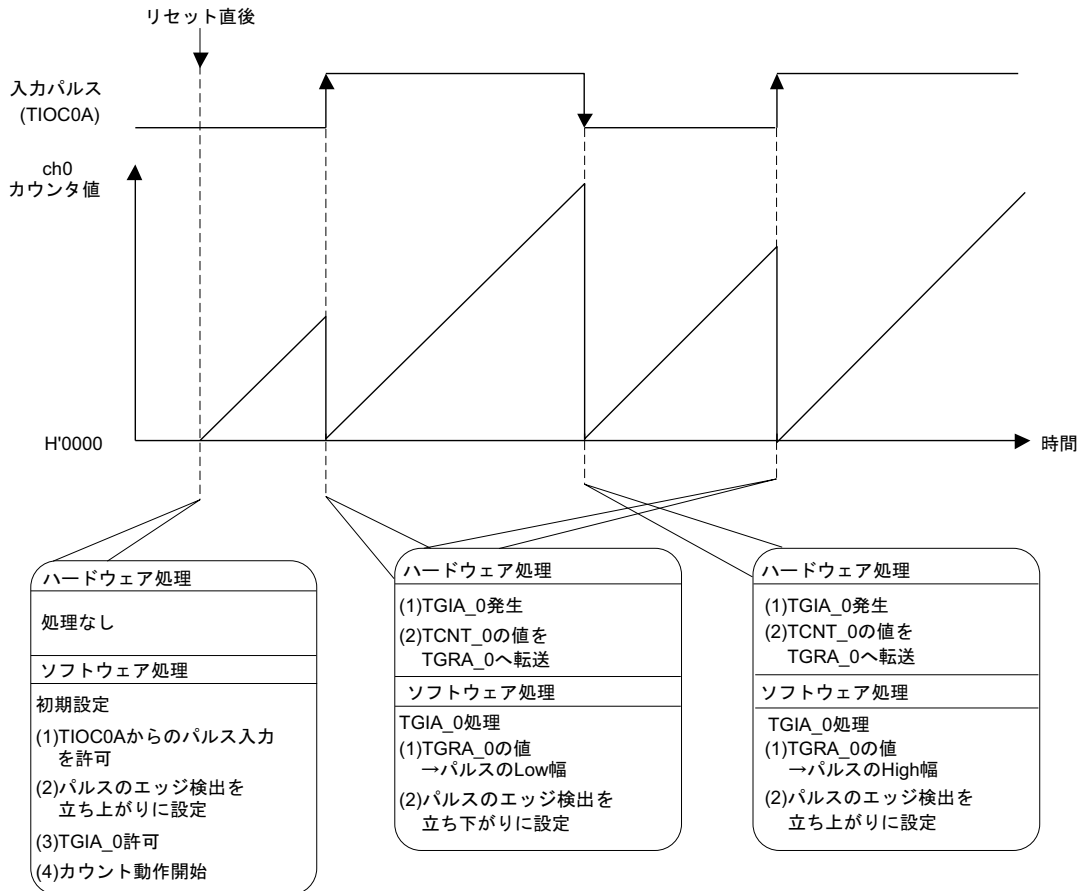 リセット直後
入力パルス
(TIOC0A)
ch0
カウンタ値
H'0000
時間
ハードウェア処理
処理なし
ソフトウェア処理
初期設定
(1)TIOC0Aからのパルス入力
を許可
(2)パルスのエッジ検出を
立ち上がりに設定
(3)TGIA_0許可
(4)カウント動作開始
ハードウェア処理
(1)TGIA_0発生
(2)TCNT_0の値を
TGRA_0へ転送
ソフトウェア処理
TGIA_0処理
(1)TGRA_0の値
→パルスのLow幅
(2)パルスのエッジ検出を
立ち下がりに設定
ハードウェア処理
(1)TGIA_0発生
(2)TCNT_0の値を
TGRA_0へ転送
ソフトウェア処理
TGIA_0処理
(1)TGRA_0の値
→パルスのHigh幅
(2)パルスのエッジ検出を
立ち上がりに設定